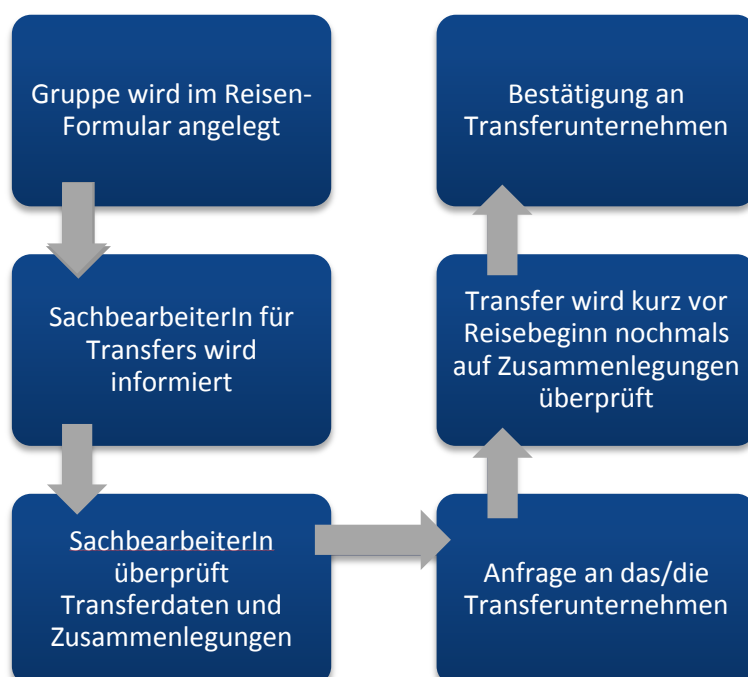 Gruppe wird im Reisen-
Formular angelegt
SachbearbeiterIn für
Transfers wird
informiert
SachbearbeiterIn
überprüft
Transferdaten und
Zusammenlegungen
Anfrage an das/die
Transferunternehmen
Transfer wird kurz vor
Reisebeginn nochmals
auf Zusammenlegungen
überprüft
Bestätigung an
Transferunternehmen